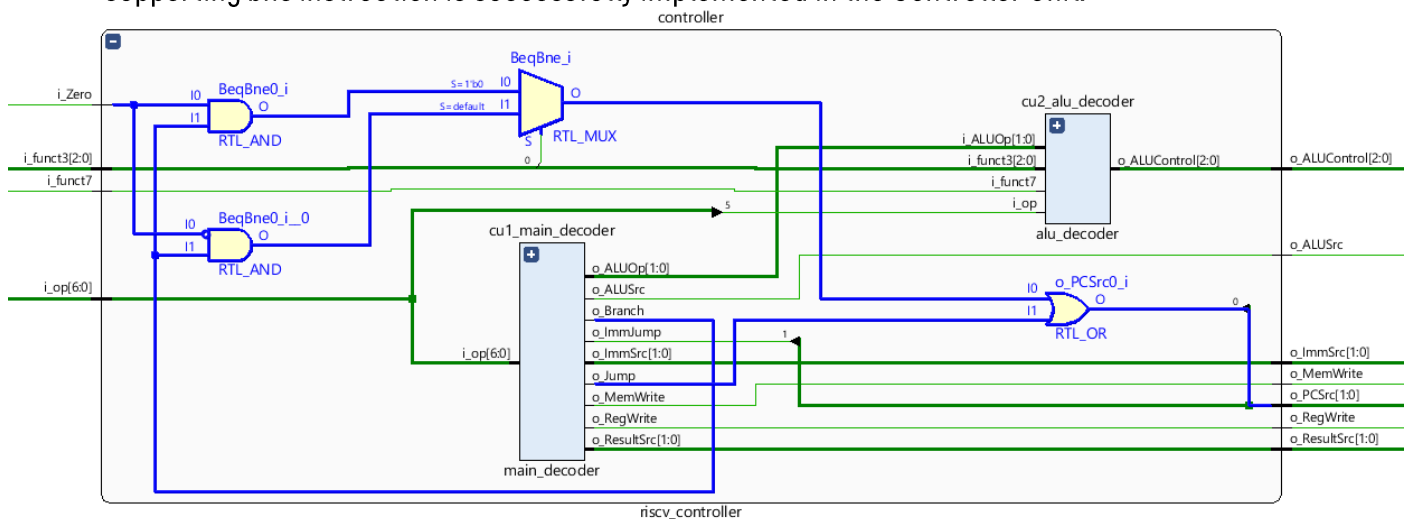 controller
BeqBne_i
BeqBne0_i
S=1'b0
I0
O
i_Zero
I0
O
S=default
I1
cu2_alu_decoder
I1
RTL_AND
S
RTL_MUX
i_ALUOp[1:0]
i_funct3[2:0]
0
i_funct3[2:0]
o_ALUControl[2:0]
o_ALUControl[2:0]
i_funct7
i_funct7
5
i_op
BeqBne0_i__0
I0
O
cu1_main_decoder
alu_decoder
I1
RTL_AND
o_ALUSrc
o_ALUOp[1:0]
o_PCSrc0_i
i_op[6:0]
o_ALUSrc
I0
O
0
o_Branch
I1
RTL_OR
o_ImmJump
1
i_op[6:0]
o_ImmSrc[1:0]
o_ImmSrc[1:0]
o_Jump
o_MemWrite
o_MemWrite
o_PCSrc[1:0]
o_RegWrite
o_RegWrite
o_ResultSrc[1:0]
o_ResultSrc[1:0]
main_decoder
riscv_controller